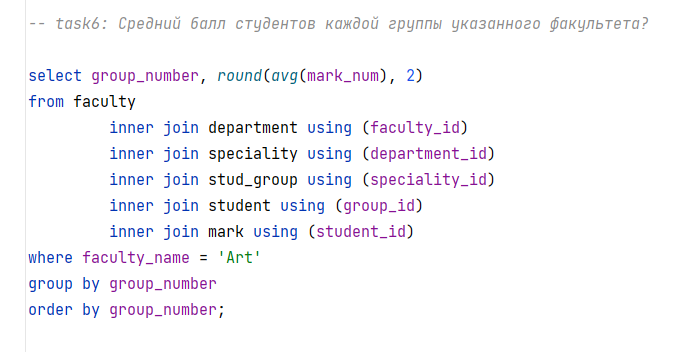 -- task6: Средний балл студентов каждой группы указанного факультета?
select group_number, round(avg(mark_num), 2)
from faculty
inner join department using (faculty_id)
inner join speciality using (department_id)
inner join stud_group using (speciality_id)
inner join student using (group_id)
inner join mark using (student_id)
where faculty_name = 'Art'
group by group_number
order by group_number;